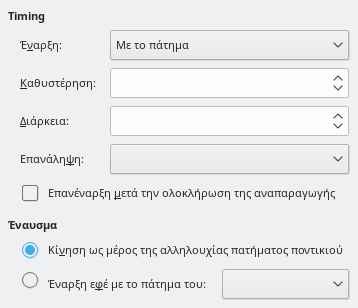 Timing
Έναρξη:
Με το πάτημα
Καθυστέρηση:
Διάρκεια:
Επανάληψη:
Επανέναρξη μετά την ολοκλήρωση της αναπαραγωγής
Έναυσμα
Κίνηση ως μέρος της αλληλουχίας πατήματος ποντικιού
Έναρξη εφέ με το πάτημα του: